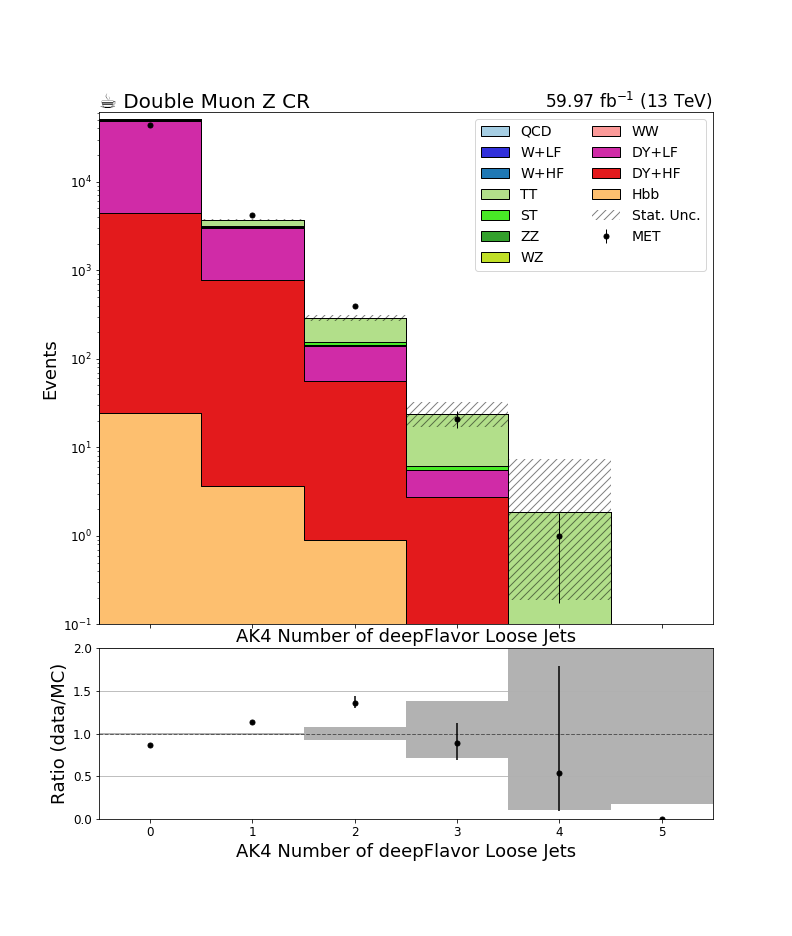 ☕ Double Muon Z CR
59.97 fb⁻¹ (13 TeV)
QCD
W+LF
W+HF
TT
ST
ZZ
WZ
WW
DY+LF
DY+HF
Hbb
Stat. Unc.
MET
Events
10⁴
10³
10²
10¹
10⁰
10⁻¹
AK4 Number of deepFlavor Loose Jets
Ratio (data/MC)
2.0
1.5
1.0
0.5
0.0
0 1 2 3 4 5
AK4 Number of deepFlavor Loose Jets